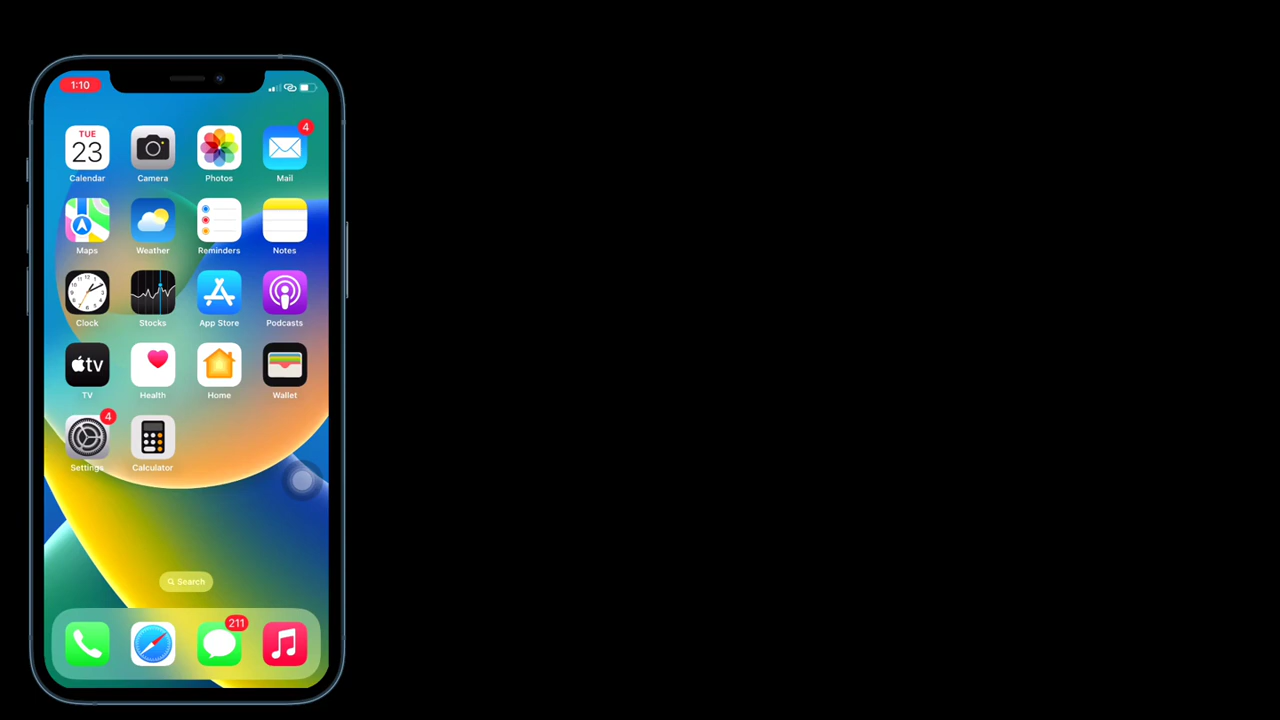 1:10
4
TUE
23
Calendar Camera Photos Mail
Maps Weather Reminders Notes
Clock Stocks App Store Podcasts
tv
TV Health Home Wallet
4
Settings Calculator
Search
211